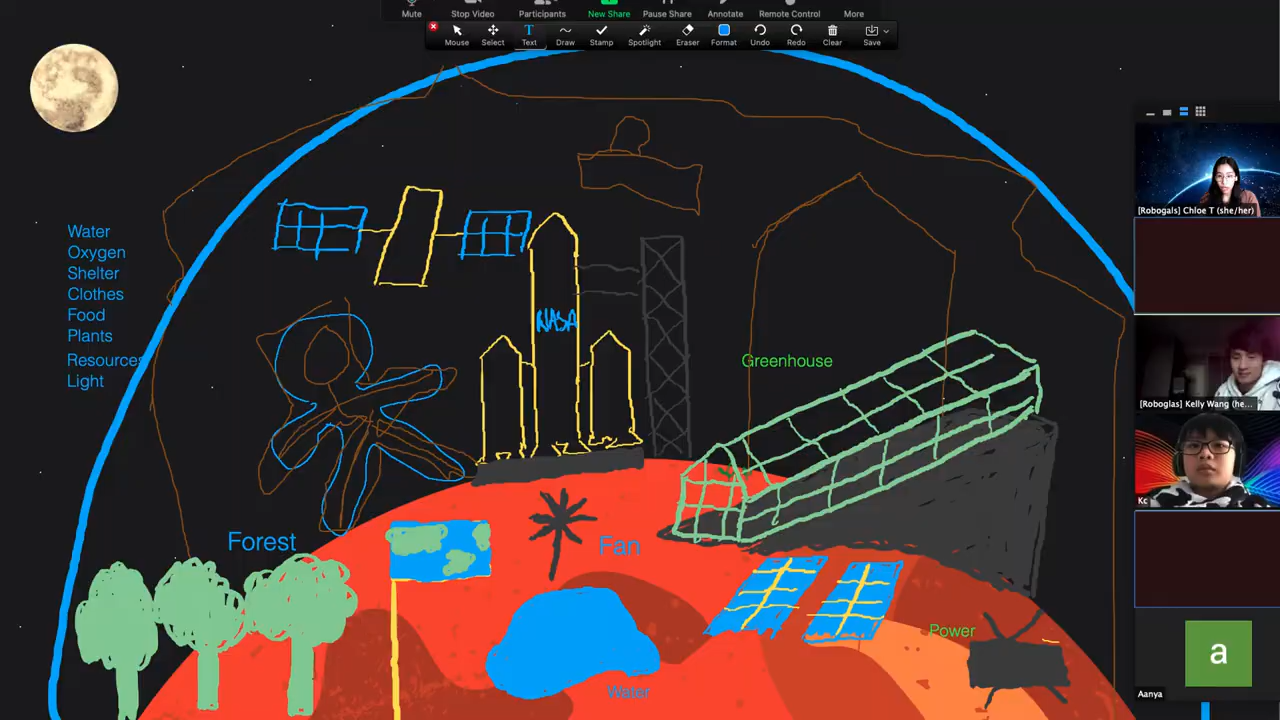 Mute
Stop Video
Participants
New Share
Pause Share
Annotate
Remote Control
More
Mouse
Select
Text
Draw
Stamp
Spotlight
Eraser
Format
Undo
Redo
Clear
Save
Water
Oxygen
Shelter
Clothes
Food
Plants
Resources
Light
NASA
Greenhouse
Forest
Fan
Power
Water
[Robogals] Chloe T (she/her)
[Roboglas] Kelly Wang (he...
Kc
a
Aanya